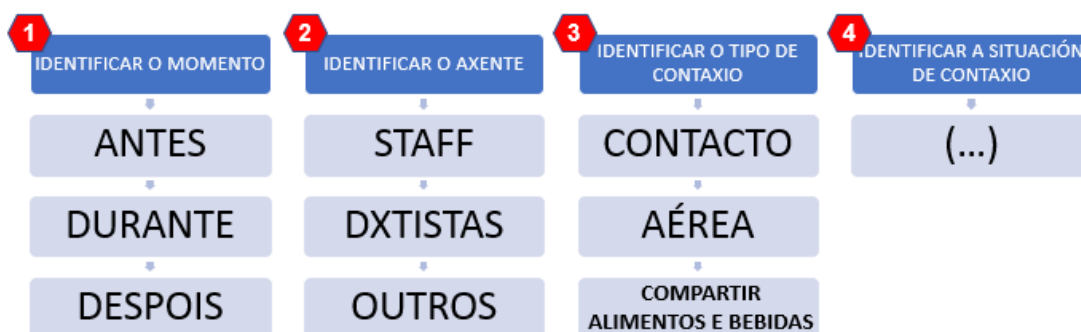 1
IDENTIFICAR O MOMENTO
ANTES
DURANTE
DESPOIS
2
IDENTIFICAR O AXENTE
STAFF
DXTISTAS
OUTROS
3
IDENTIFICAR O TIPO DE
CONTAXIO
CONTACTO
AÉREA
COMPARTIR
ALIMENTOS E BEBIDAS
4
IDENTIFICAR A SITUACIÓN
DE CONTAXIO
(...)